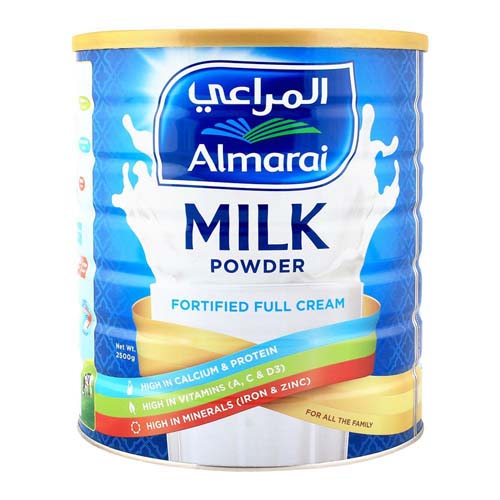 المراعي
Almarai
MILK
POWDER
FORTIFIED FULL CREAM
Net Wt.
2500g
HIGH IN CALCIUM & PROTEIN
HIGH IN VITAMINS (A, C & D3)
HIGH IN MINERALS (IRON & ZINC)
FOR ALL THE FAMILY